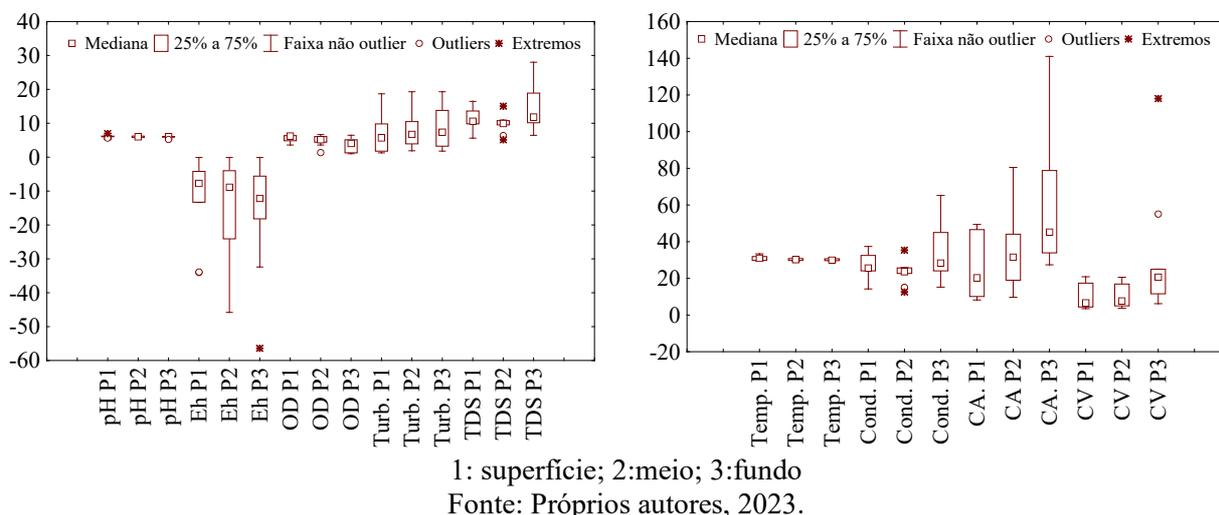 40
30
20
10
0
-10
-20
-30
-40
-50
-60
Mediana 25% a 75% Faixa não outlier Outliers Extremos
pH P1
pH P2
pH P3
Eh P1
Eh P2
Eh P3
OD P1
OD P2
OD P3
Turb. P1
Turb. P2
Turb. P3
TDS P1
TDS P2
TDS P3
160
140
120
100
80
60
40
20
0
-20
Mediana 25% a 75% Faixa não outlier Outliers Extremos
Temp. P1
Temp. P2
Temp. P3
Cond. P1
Cond. P2
Cond. P3
CA. P1
CA P2
CA. P3
CV P1
CV P2
CV P3
1: superfície; 2:meio; 3:fundo
Fonte: Próprios autores, 2023.